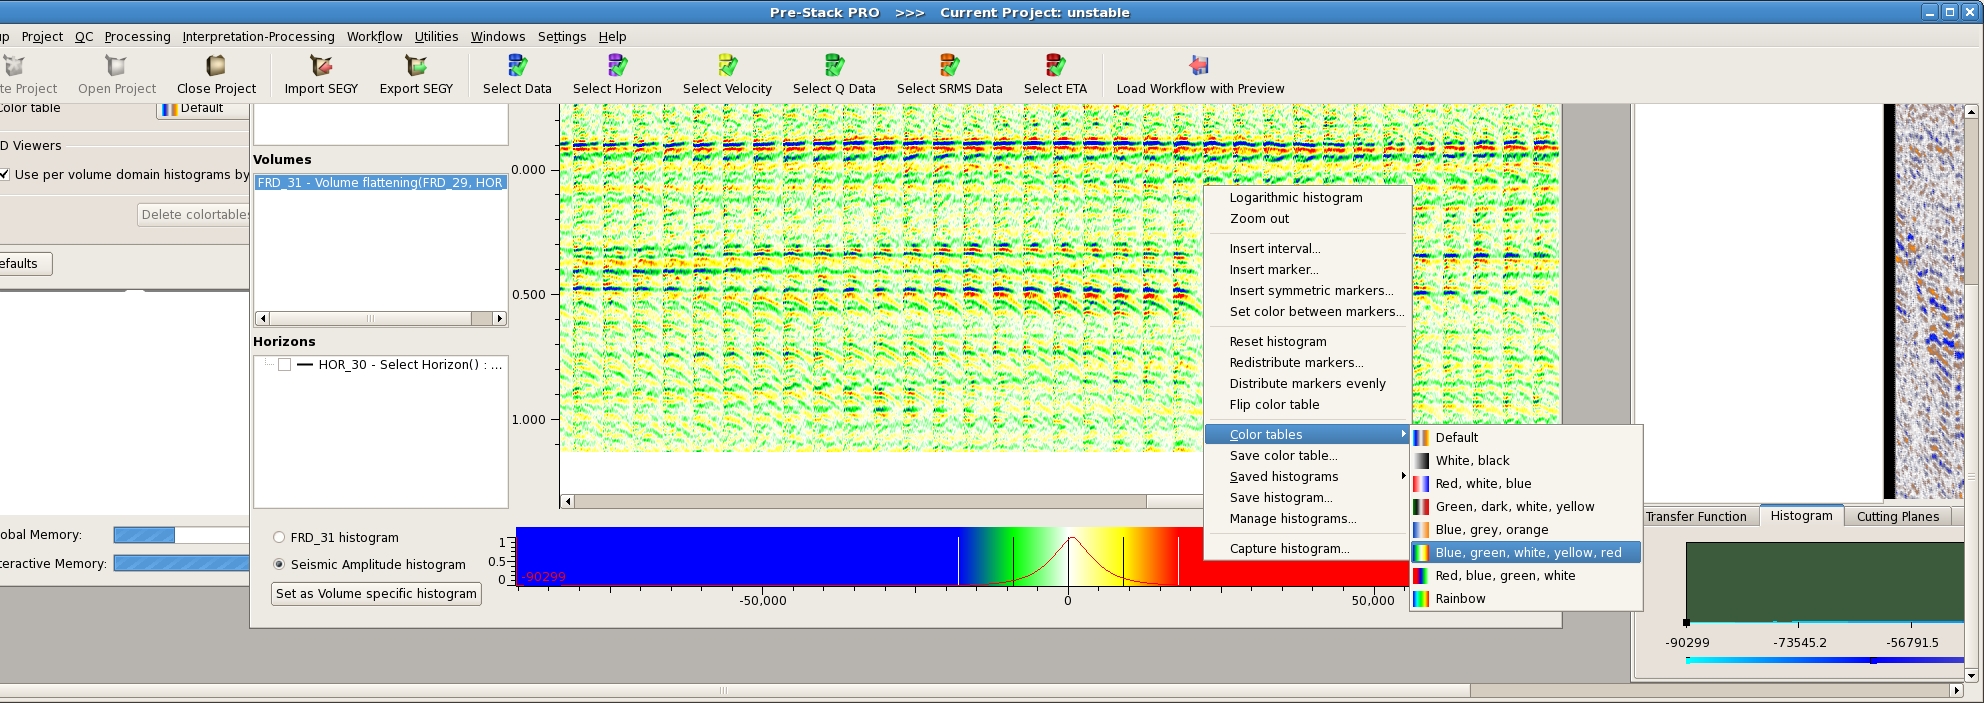 Pre-Stack PRO >>> Current Project: unstable
p Project QC Processing Interpretation-Processing Workflow Utilities Windows Settings Help
te Project Open Project Close Project Import SEGY Export SEGY Select Data Select Horizon Select Velocity Select Q Data Select SRMS Data Select ETA Load Workflow with Preview
olor table Default
D Viewers
Use per volume domain histograms by
Delete colortables
efaults
obal Memory:
teractive Memory:
Volumes
FRD_31 - Volume flattening(FRD_29, HOR
Horizons
HOR_30 - Select Horizon() : ...
FRD_31 histogram
Seismic Amplitude histogram
Set as Volume specific histogram
0.000
0.500
1.000
1
0.5
0
-90299
-50,000 0 50,000
Logarithmic histogram
Zoom out
Insert interval...
Insert marker...
Insert symmetric markers...
Set color between markers...
Reset histogram
Redistribute markers...
Distribute markers evenly
Flip color table
Color tables
Save color table...
Saved histograms
Save histogram...
Manage histograms...
Capture histogram...
Default
White, black
Red, white, blue
Green, dark, white, yellow
Blue, grey, orange
Blue, green, white, yellow, red
Red, blue, green, white
Rainbow
Transfer Function Histogram Cutting Planes
-90299 -73545.2 -56791.5